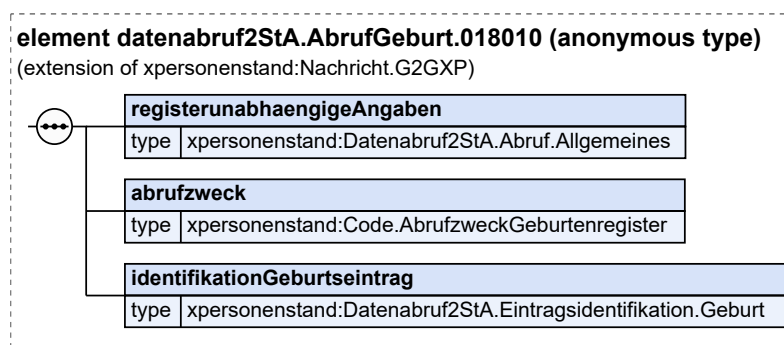 element datenabruf2StA.AbrufGeburt.018010 (anonymous type)
(extension of xpersonenstand:Nachricht.G2GXP)
registerunabhaengigeAngaben
type xpersonenstand:Datenabruf2StA.Abruf.Allgemeines
abrufzweck
type xpersonenstand:Code.AbrufzweckGeburtenregister
identifikationGeburtseintrag
type xpersonenstand:Datenabruf2StA.Eintragsidentifikation.Geburt